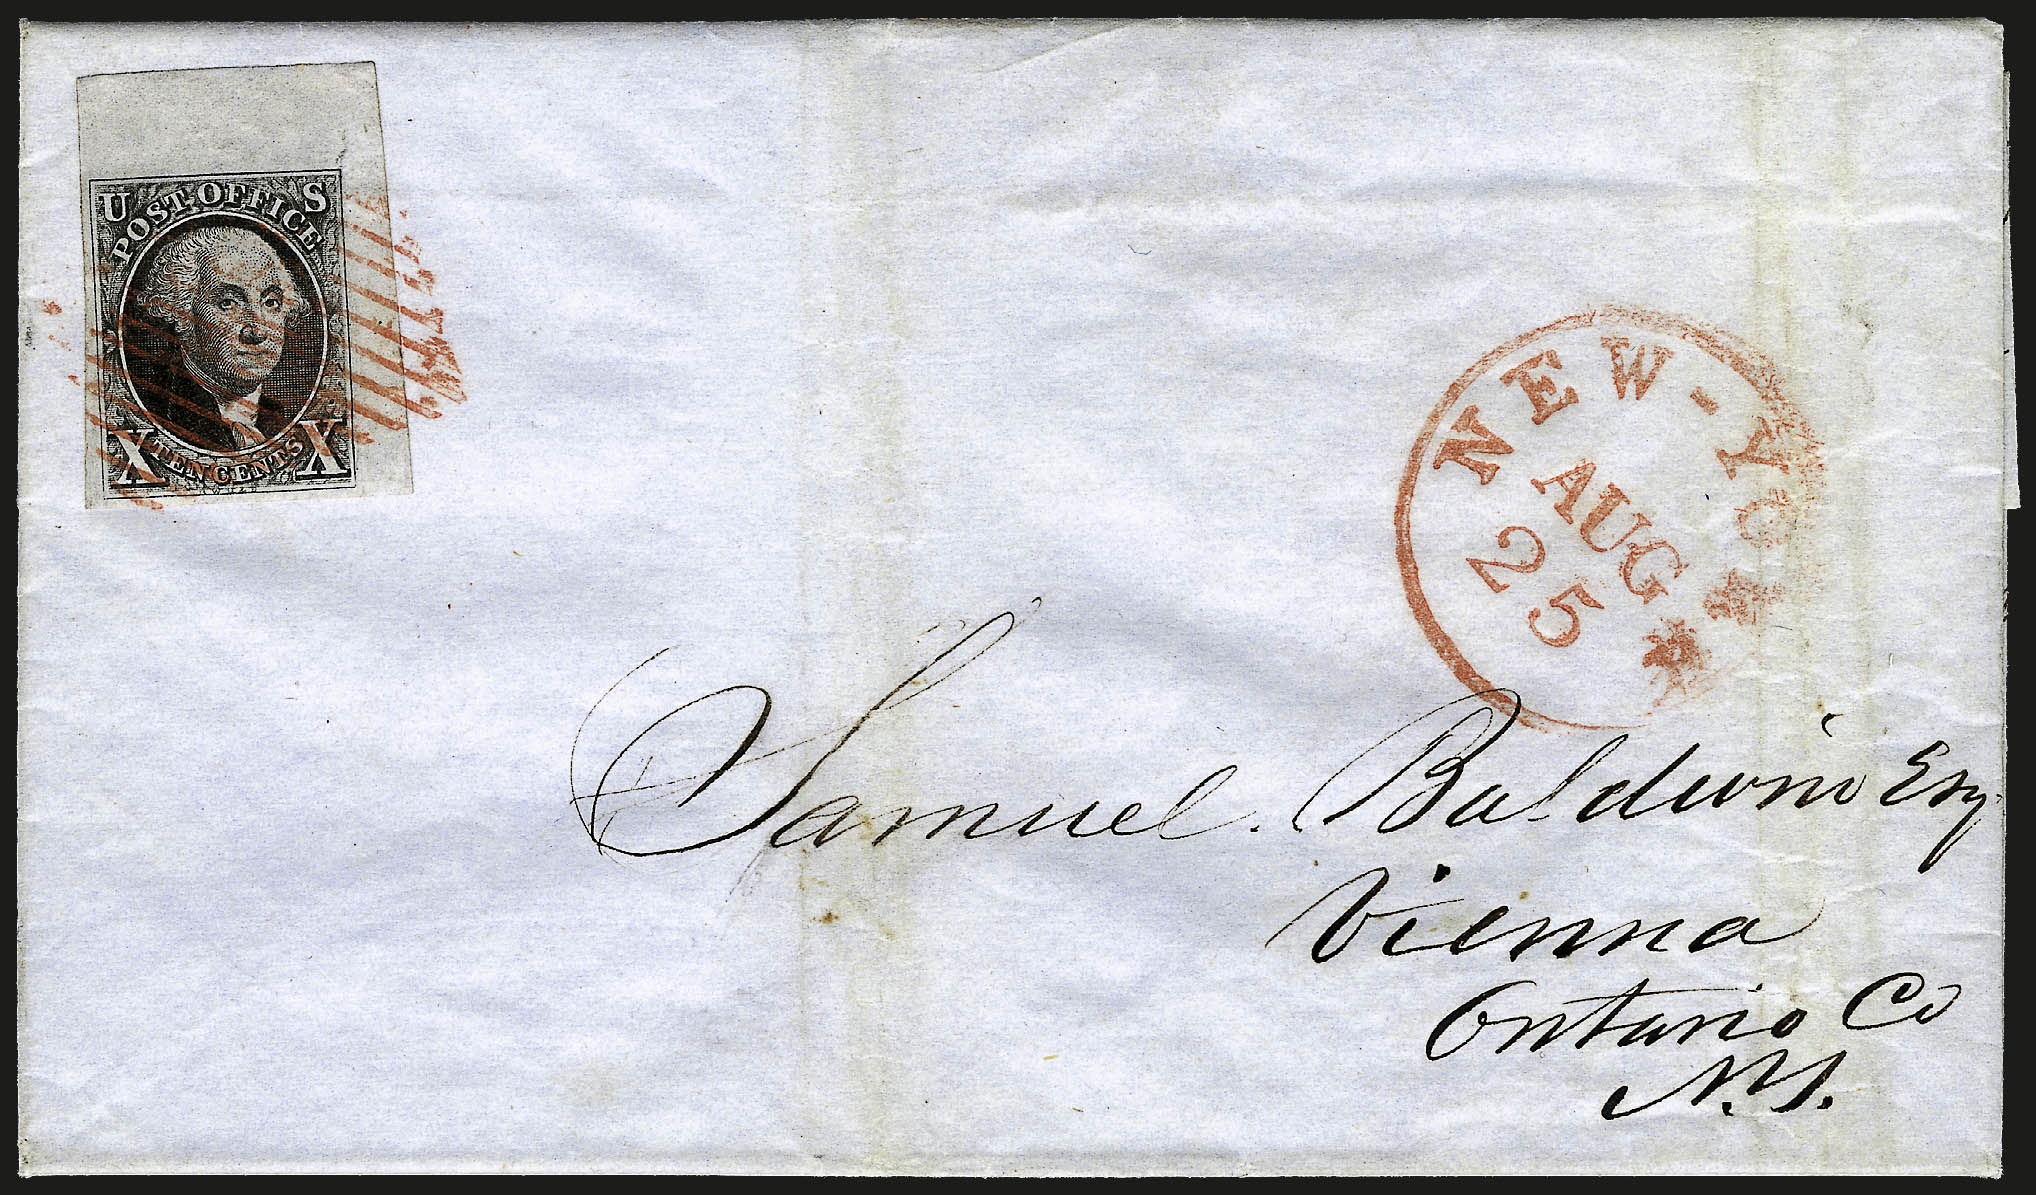 U S
POST OFFICE
X TEN CENTS X
NEW-YO
AUG
25
Samuel Baldwin Esq
Vienna
Ontario Co
N.Y.